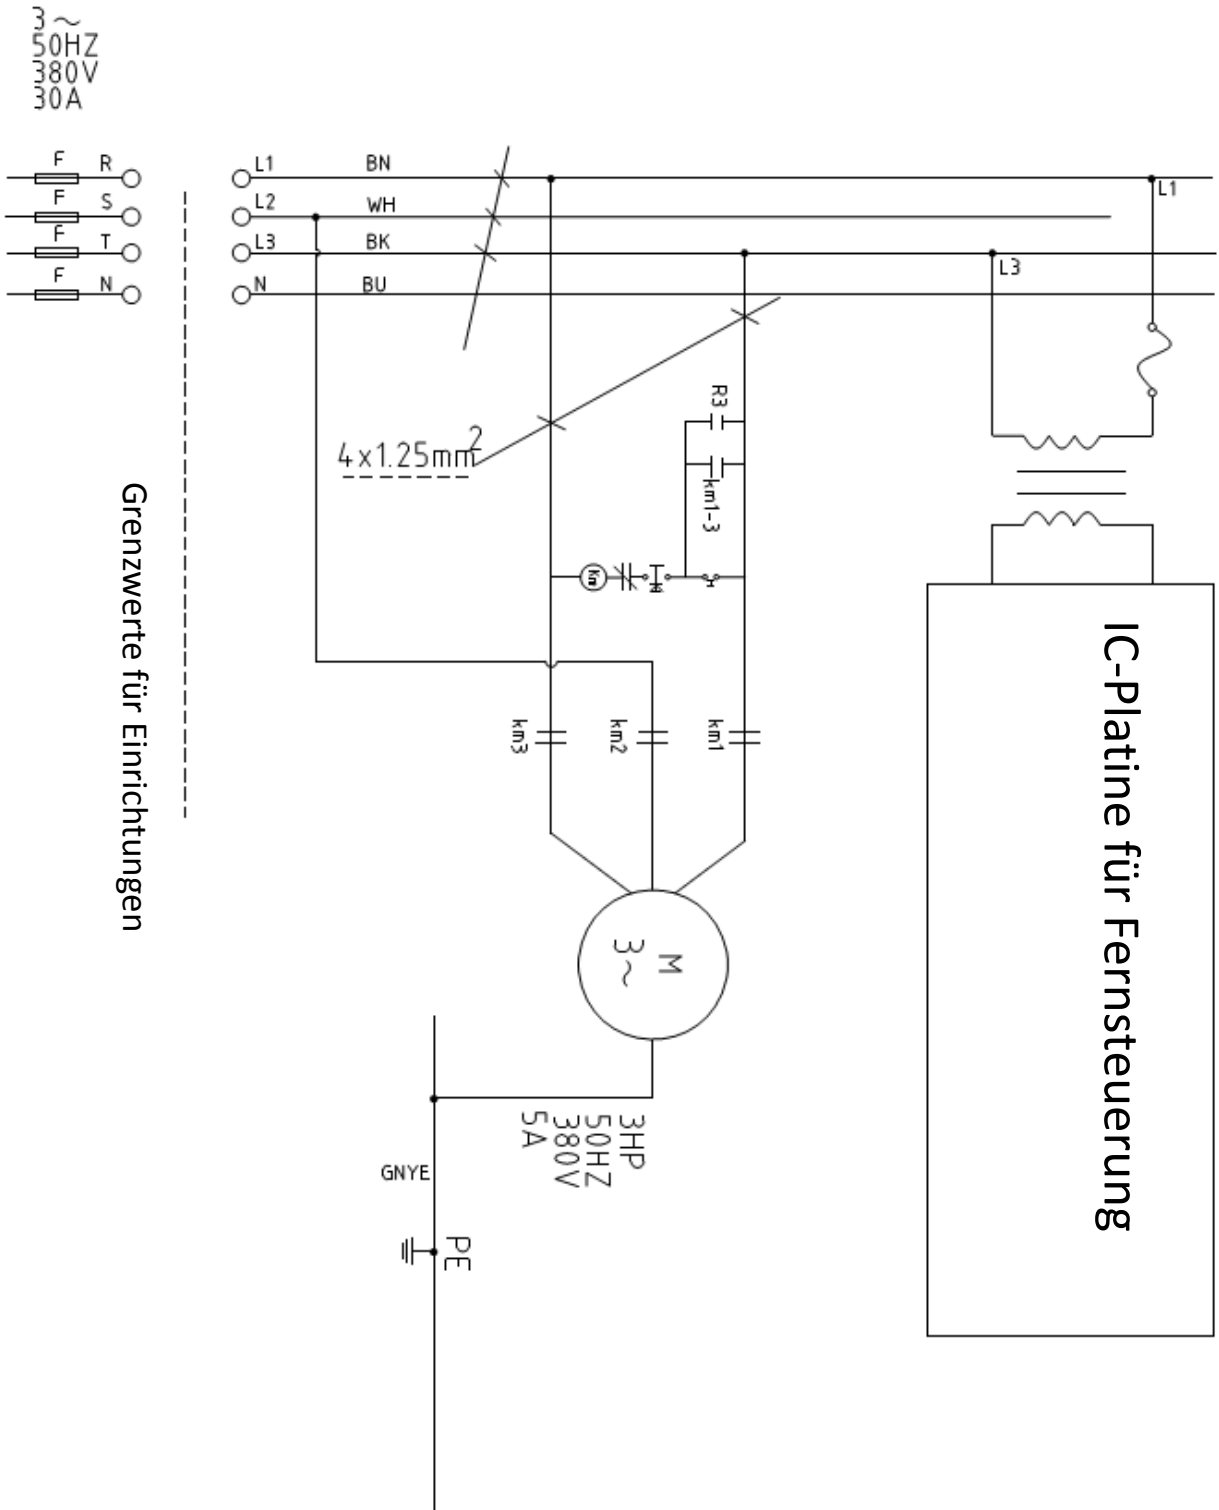 3~
50HZ
380V
30A
F R
F S
F T
F N
L1 BN
L2 WH
L3 BK
N BU
L1
L3
4x1.25mm2
R3
km1-3
Km
km3
km2
km1
M
3~
3HP
50HZ
380V
5A
GNYE
PE
Grenzwerte für Einrichtungen
IC-Platine für Fernsteuerung